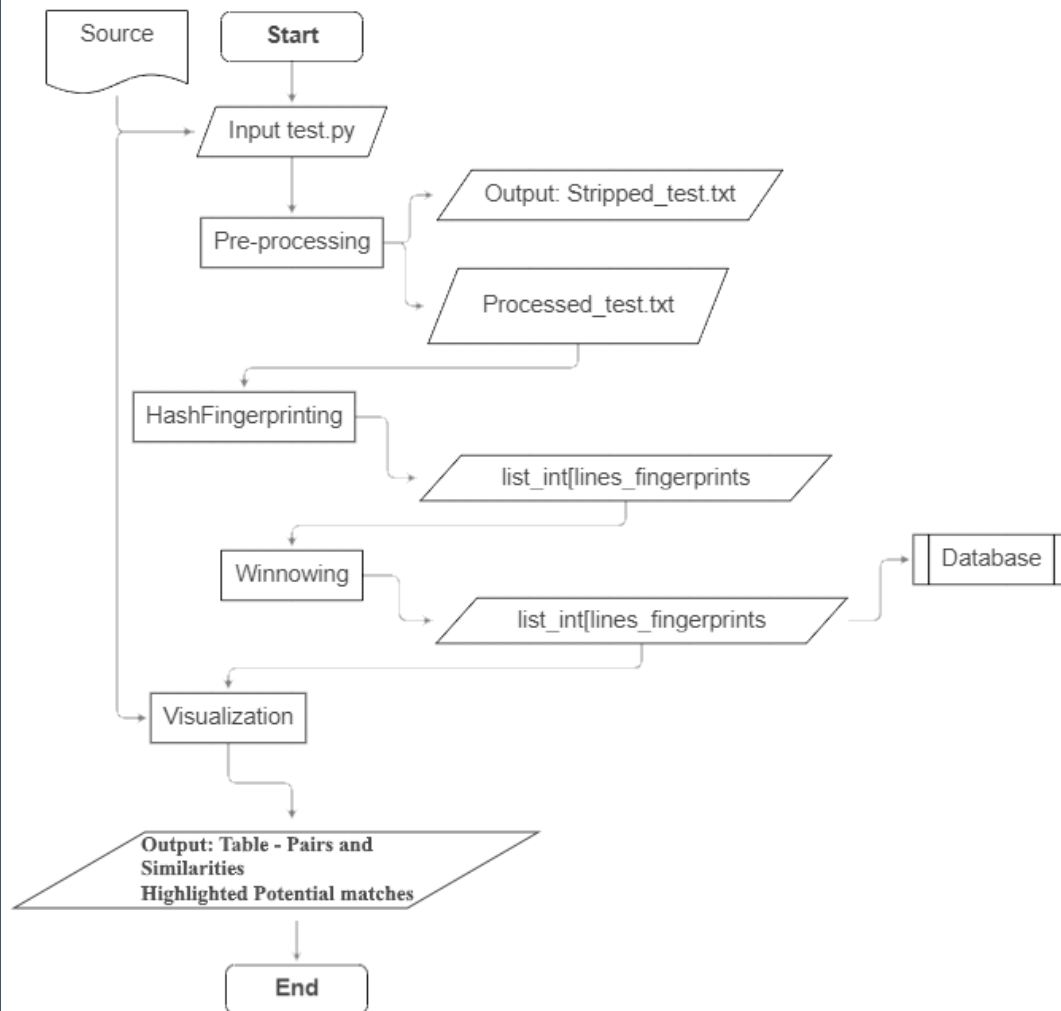 Source
Start
Input test.py
Output: Stripped_test.txt
Pre-processing
Processed_test.txt
HashFingerprinting
list_int[lines_fingerprints
Database
Winnowing
list_int[lines_fingerprints
Visualization
Output: Table - Pairs and
Similarities
Highlighted Potential matches
End